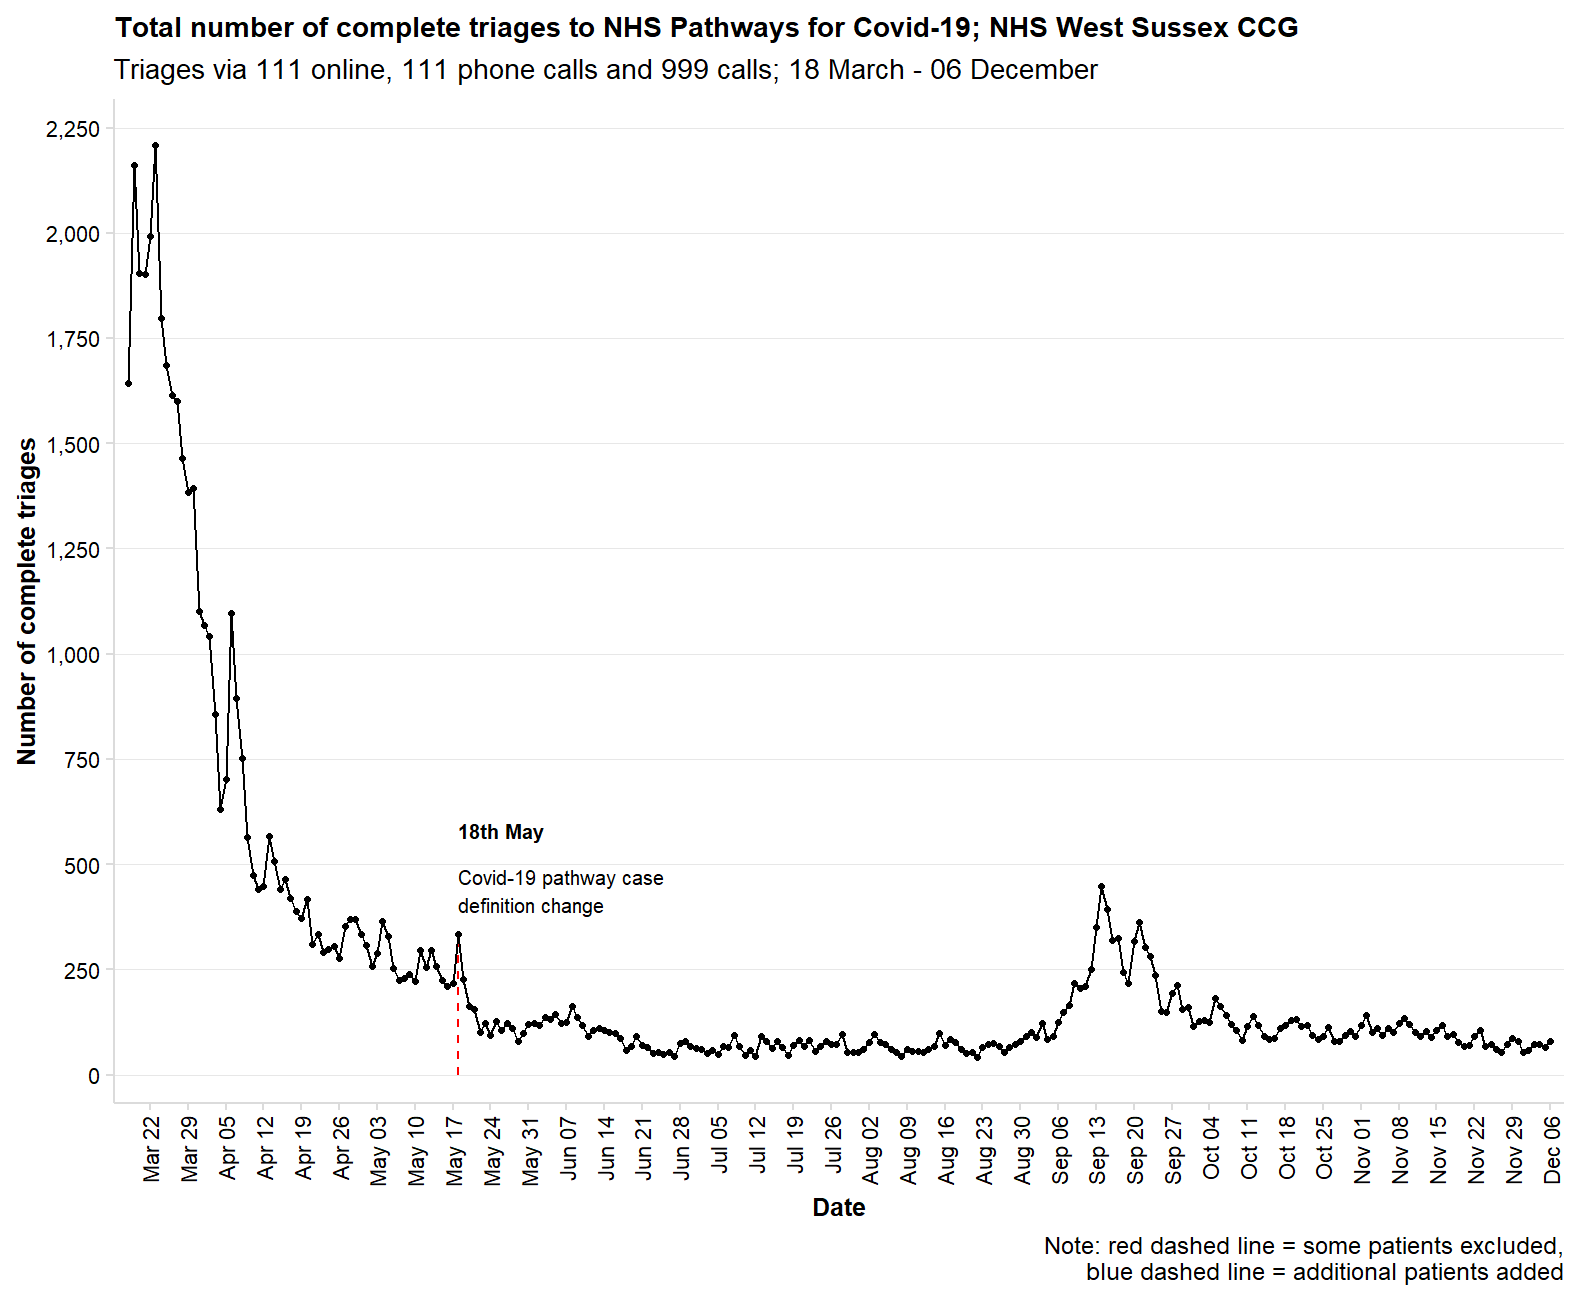 Total number of complete triages to NHS Pathways for Covid-19; NHS West Sussex CCG
Triages via 111 online, 111 phone calls and 999 calls; 18 March - 06 December
Number of complete triages
2,250
2,000
1,750
1,500
1,250
1,000
750
500
250
0
18th May
Covid-19 pathway case
definition change
Mar 22
Mar 29
Apr 05
Apr 12
Apr 19
Apr 26
May 03
May 10
May 17
May 24
May 31
Jun 07
Jun 14
Jun 21
Jun 28
Jul 05
Jul 12
Jul 19
Jul 26
Aug 02
Aug 09
Aug 16
Aug 23
Aug 30
Sep 06
Sep 13
Sep 20
Sep 27
Oct 04
Oct 11
Oct 18
Oct 25
Nov 01
Nov 08
Nov 15
Nov 22
Nov 29
Dec 06
Date
Note: red dashed line = some patients excluded,
blue dashed line = additional patients added